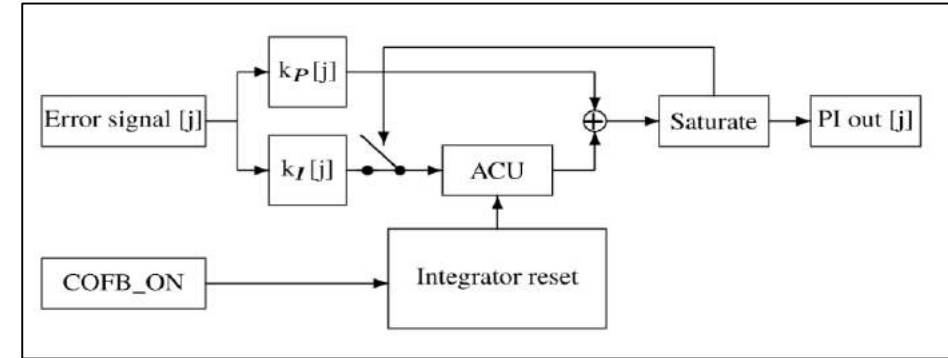 k_P[j]
Error signal [j]
Saturate
PI out [j]
k_I[j]
ACU
COFB_ON
Integrator reset